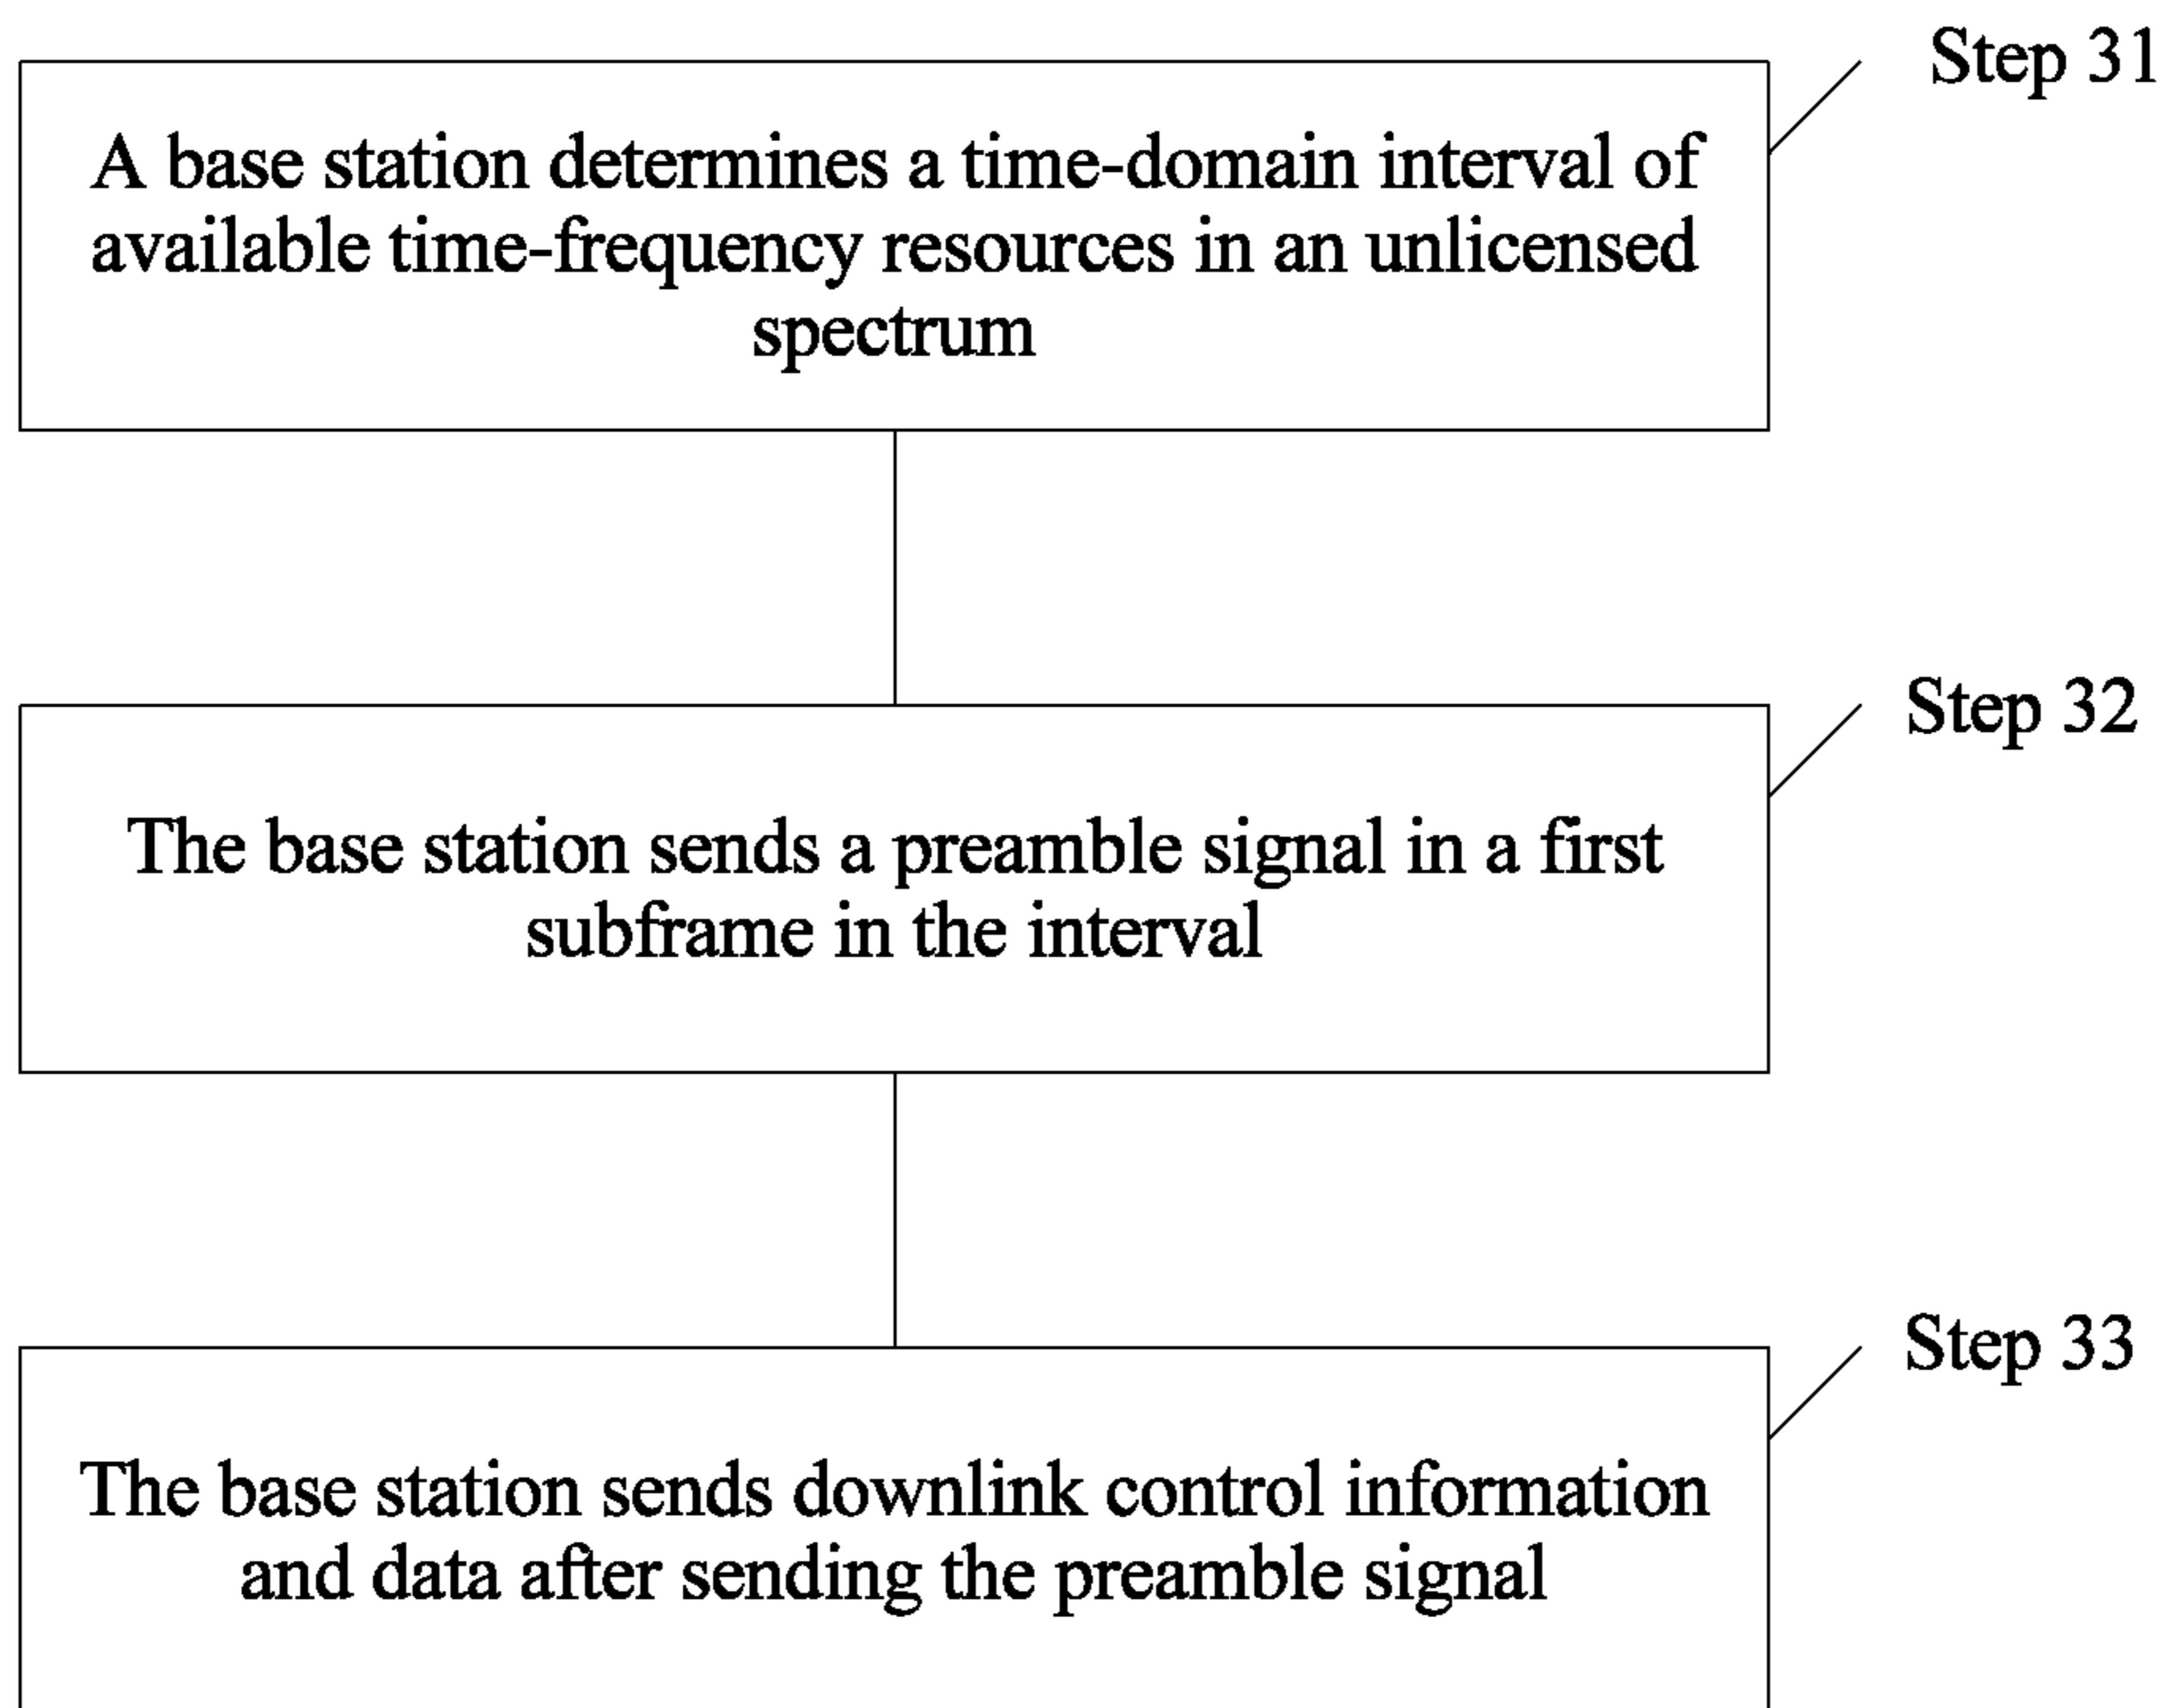 Step 31
A base station determines a time-domain interval of
available time-frequency resources in an unlicensed
spectrum
Step 32
The base station sends a preamble signal in a first
subframe in the interval
Step 33
The base station sends downlink control information
and data after sending the preamble signal